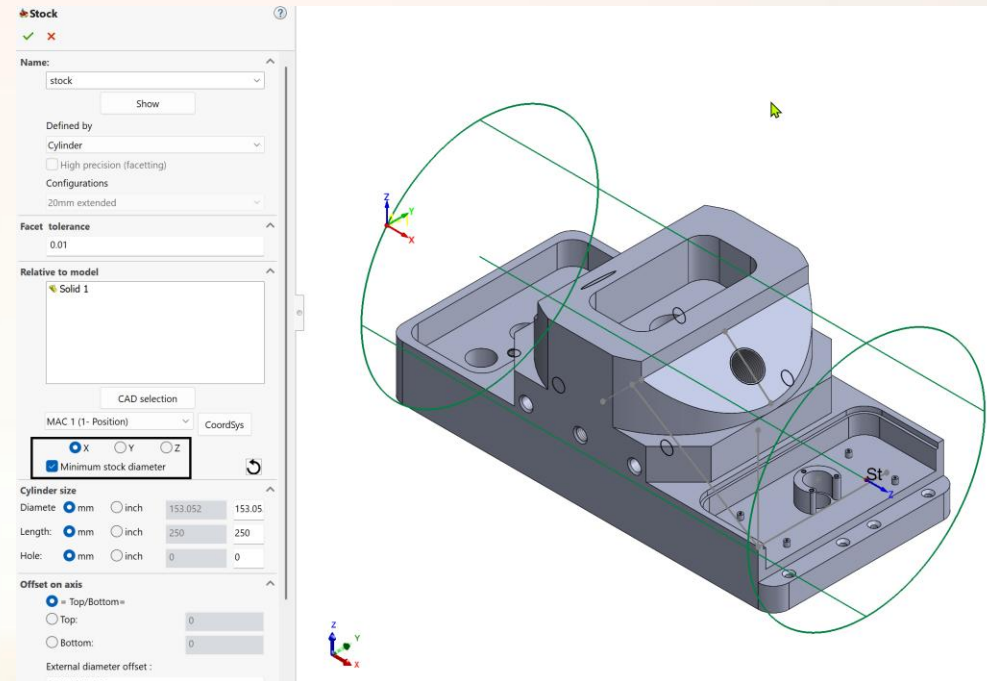 Stock
Name:
stock
Show
Defined by
Cylinder
High precision (facetting)
Configurations
20mm extended
Facet tolerance
0.01
Relative to model
Solid 1
CAD selection
MAC 1 (1- Position)
CoordSys
X Y Z
Minimum stock diameter
Cylinder size
Diamete mm inch 153.052 153.05
Length: mm inch 250 250
Hole: mm inch 0 0
Offset on axis
= Top/Bottom=
Top: 0
Bottom: 0
External diameter offset :
Z
Y
X
St
Z
Z
Y
X